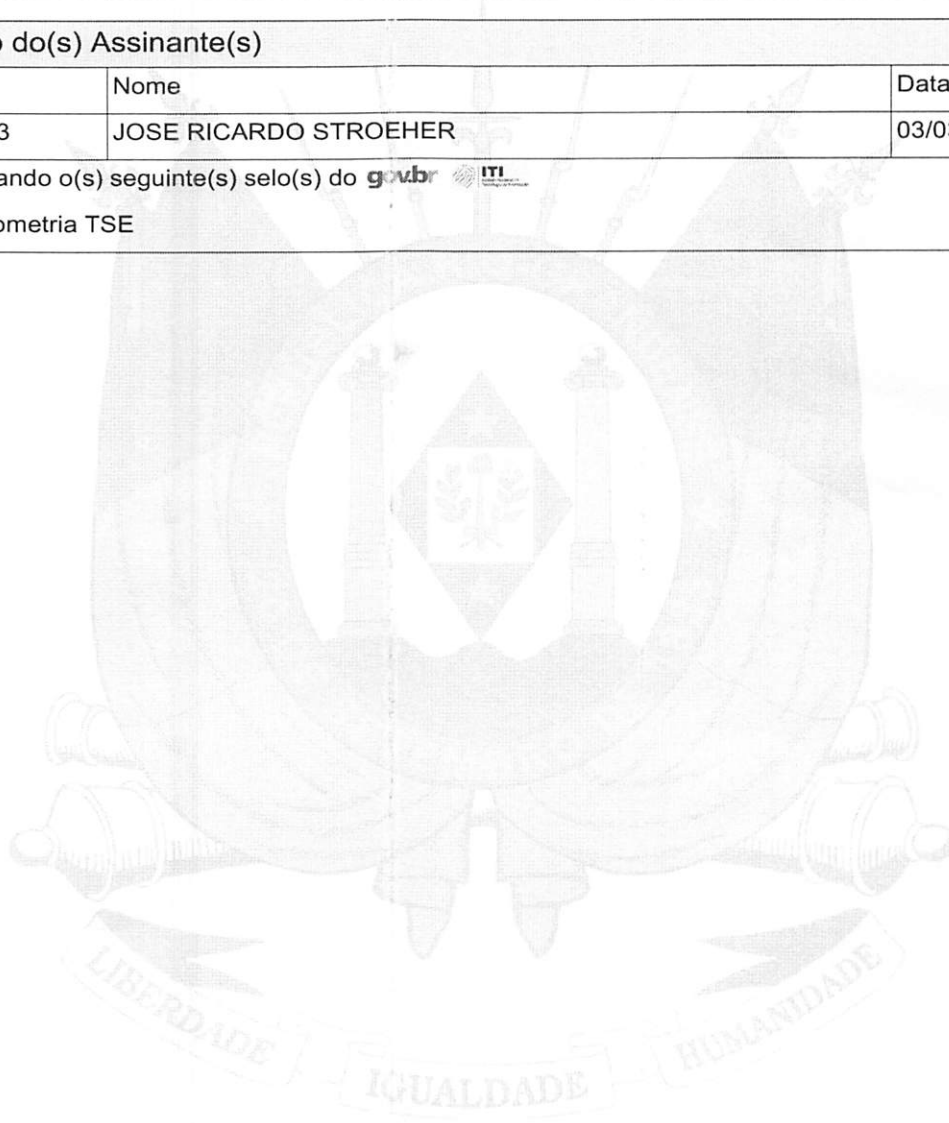 do(s) Assinante(s)
Nome Data
3 JOSE RICARDO STROEHER 03/0
ando o(s) seguinte(s) selo(s) do gov.br ITI
ometria TSE
LIBERDADE IGUALDADE HUMANIDADE